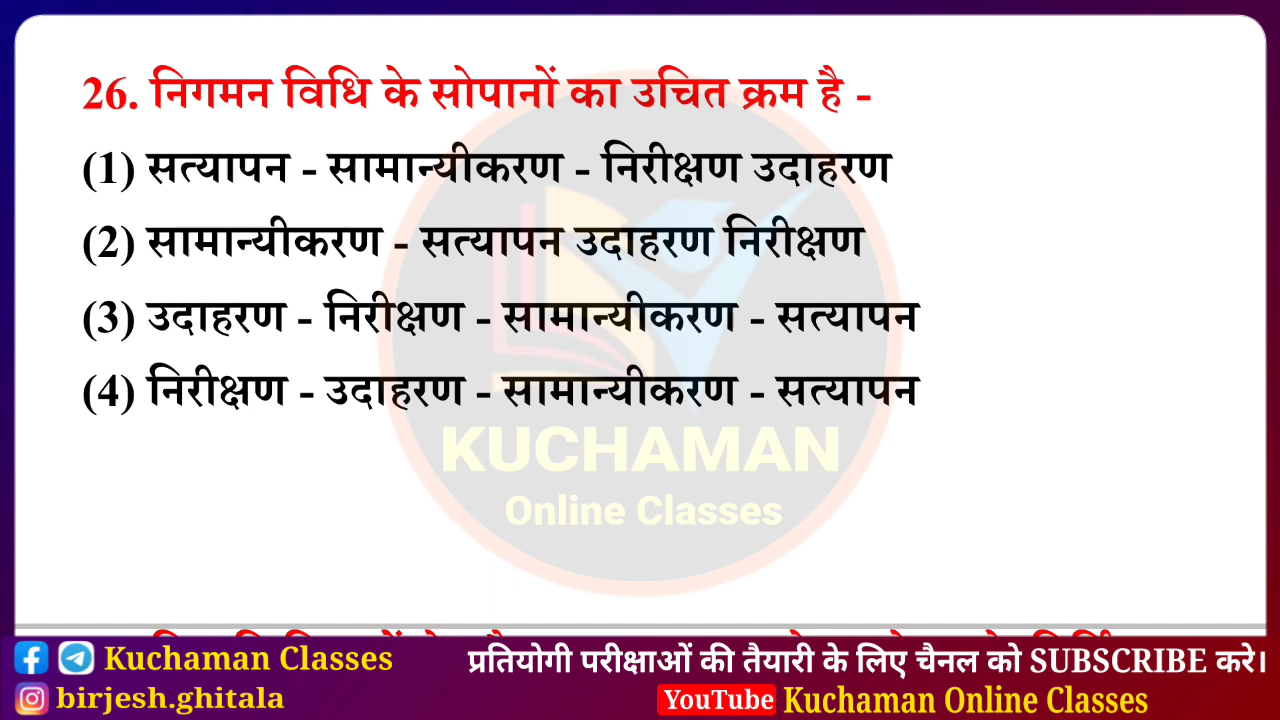 26. निगमन विधि के सोपानों का उचित क्रम है -
(1) सत्यापन - सामान्यीकरण - निरीक्षण उदाहरण
(2) सामान्यीकरण - सत्यापन उदाहरण निरीक्षण
(3) उदाहरण - निरीक्षण - सामान्यीकरण - सत्यापन
(4) निरीक्षण - उदाहरण - सामान्यीकरण - सत्यापन
KUCHAMAN
Online Classes
Kuchaman Classes
प्रतियोगी परीक्षाओं की तैयारी के लिए चैनल को SUBSCRIBE करे।
birjesh.ghitala
YouTube Kuchaman Online Classes